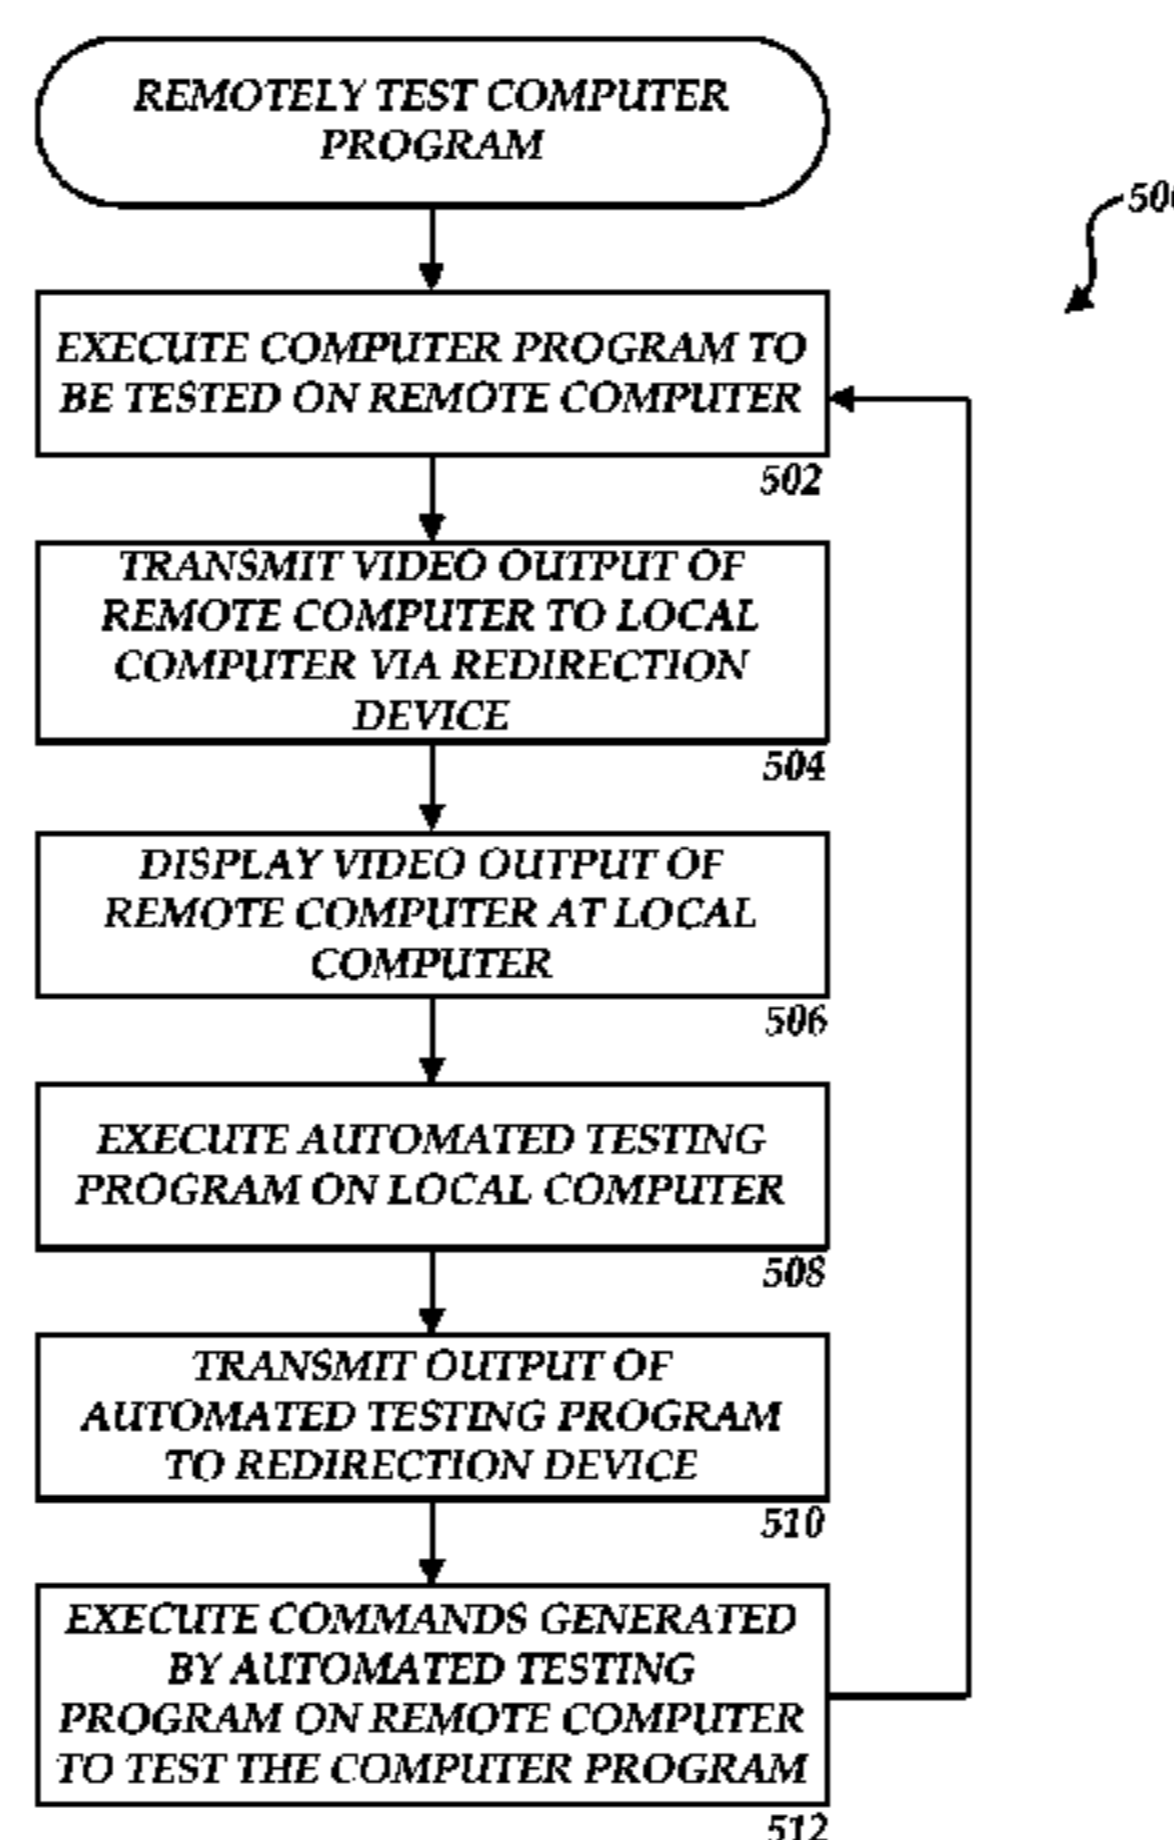 REMOTELY TEST COMPUTER
PROGRAM
EXECUTE COMPUTER PROGRAM TO
BE TESTED ON REMOTE COMPUTER
502
TRANSMIT VIDEO OUTPUT OF
REMOTE COMPUTER TO LOCAL
COMPUTER VIA REDIRECTION
DEVICE
504
DISPLAY VIDEO OUTPUT OF
REMOTE COMPUTER AT LOCAL
COMPUTER
506
EXECUTE AUTOMATED TESTING
PROGRAM ON LOCAL COMPUTER
508
TRANSMIT OUTPUT OF
AUTOMATED TESTING PROGRAM
TO REDIRECTION DEVICE
510
EXECUTE COMMANDS GENERATED
BY AUTOMATED TESTING
PROGRAM ON REMOTE COMPUTER
TO TEST THE COMPUTER PROGRAM
512